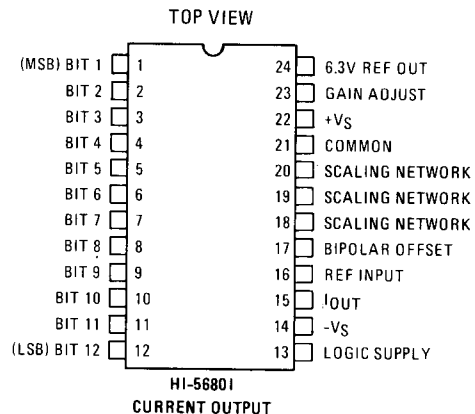 TOP VIEW
(MSB) BIT 1 1 24 6.3V REF OUT
BIT 2 2 23 GAIN ADJUST
BIT 3 3 22 +VS
BIT 4 4 21 COMMON
BIT 5 5 20 SCALING NETWORK
BIT 6 6 19 SCALING NETWORK
BIT 7 7 18 SCALING NETWORK
BIT 8 8 17 BIPOLAR OFFSET
BIT 9 9 16 REF INPUT
BIT 10 10 15 IOUT
BIT 11 11 14 -VS
(LSB) BIT 12 12 13 LOGIC SUPPLY
HI-5680I
CURRENT OUTPUT